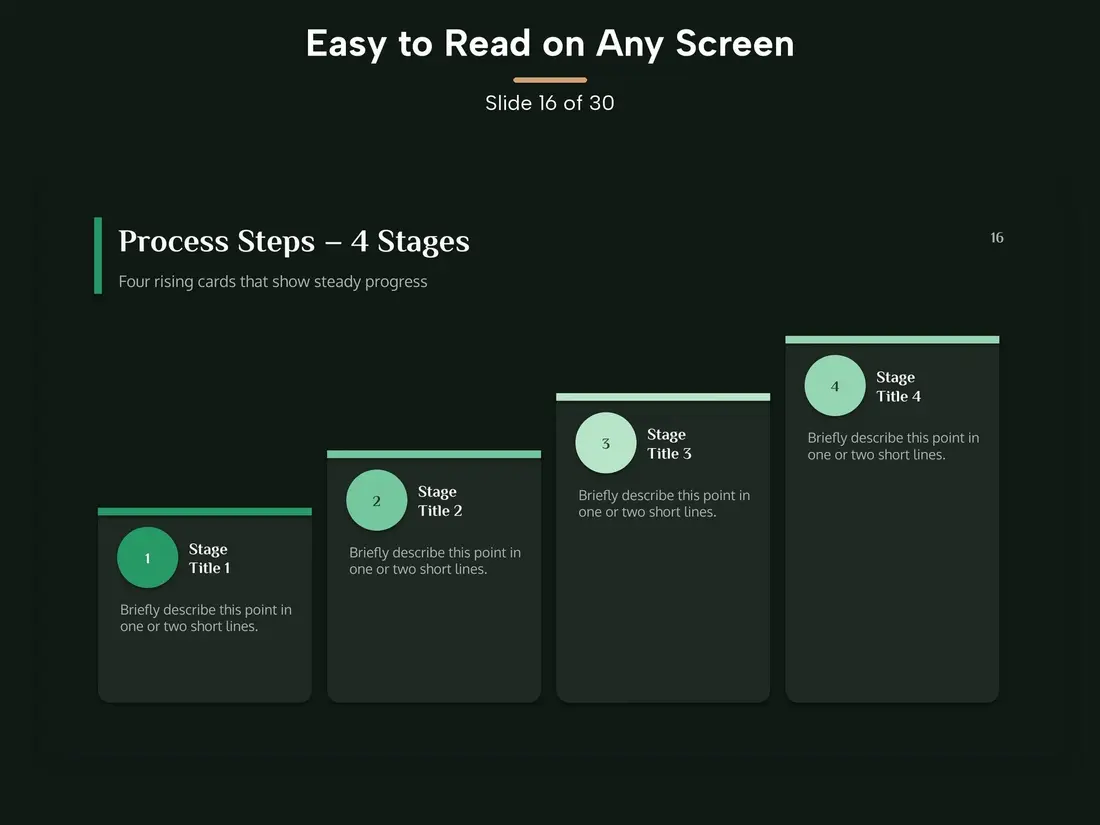 Easy to Read on Any Screen
Slide 16 of 30
Process Steps – 4 Stages
16
Four rising cards that show steady progress
1
Stage
Title 1
Briefly describe this point in
one or two short lines.
2
Stage
Title 2
Briefly describe this point in
one or two short lines.
3
Stage
Title 3
Briefly describe this point in
one or two short lines.
4
Stage
Title 4
Briefly describe this point in
one or two short lines.